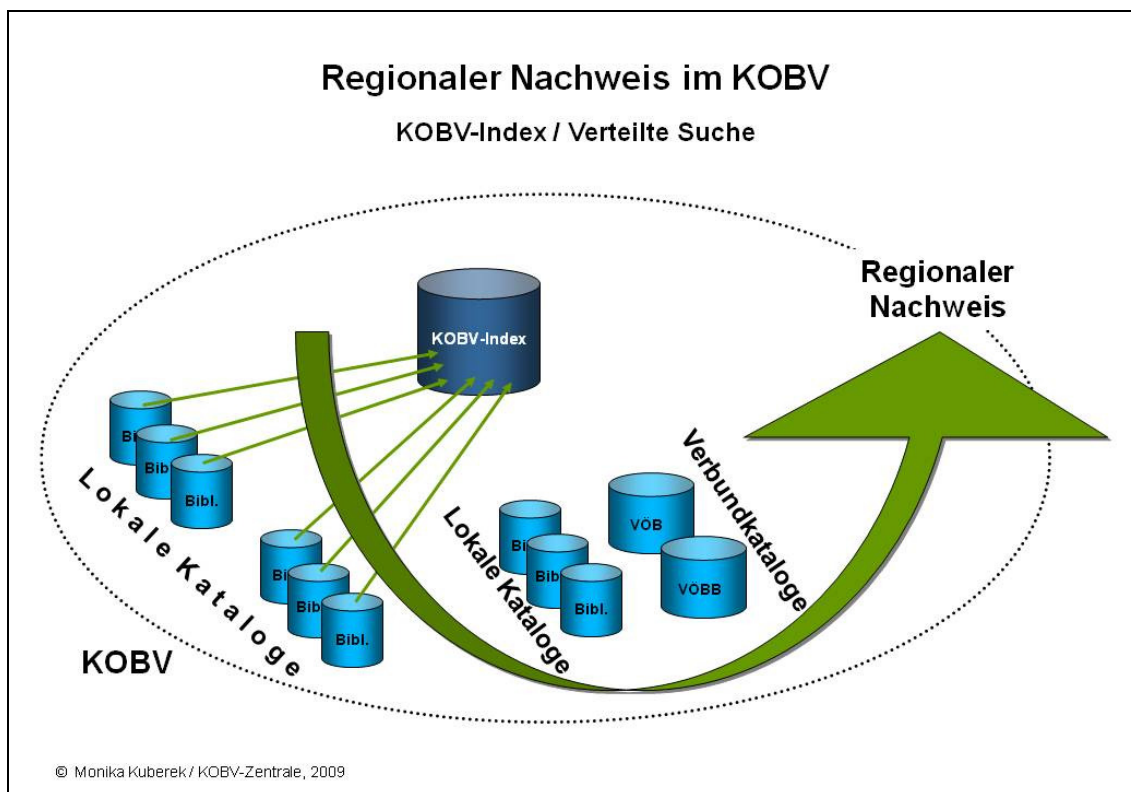 Regionaler Nachweis im KOBV
KOBV-Index / Verteilte Suche
Regionaler
Nachweis
KOBV-Index
Bibl.
Lokale Kataloge
Bibl.
KOBV
Lokale Kataloge
Bibl.
VÖB
VÖBB
Verbundkataloge
© Monika Kuberek / KOBV-Zentrale, 2009